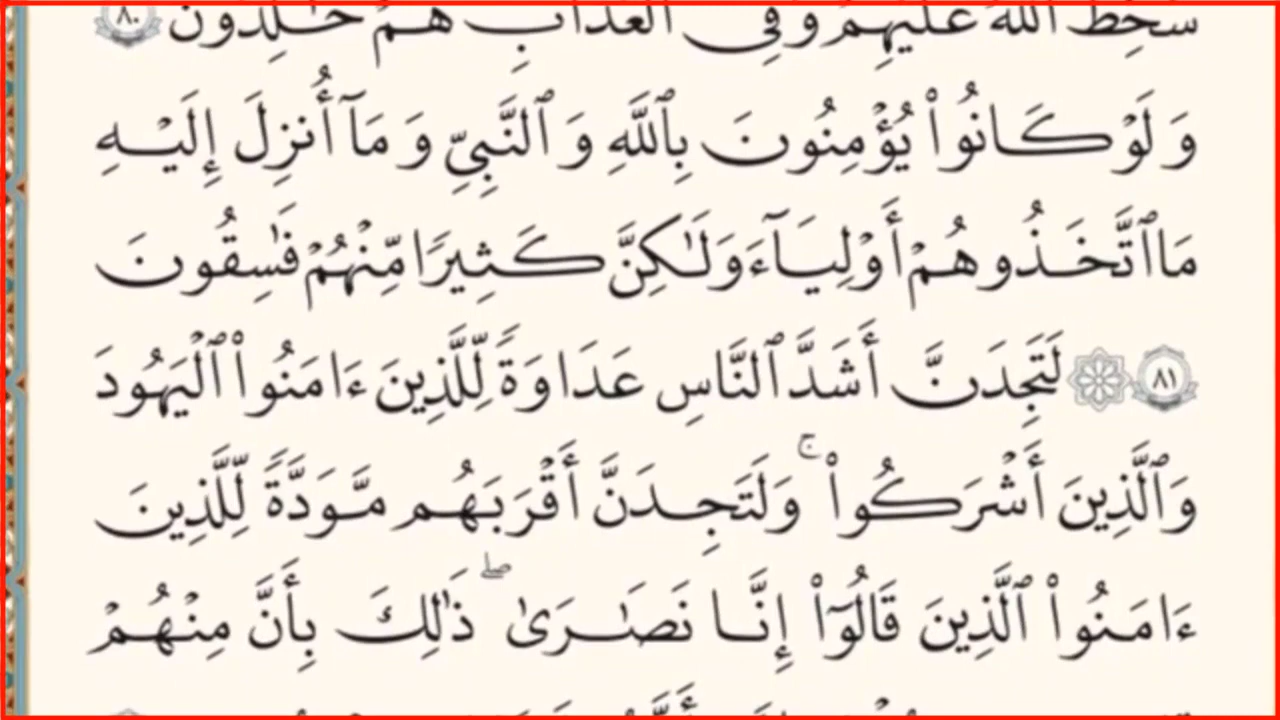 سَخِطَ ٱللَّهُ عَلَيْهِمْ وَفِى ٱلْعَذَابِ هُمْ خَـٰلِدُونَ ٨٠
وَلَوْ كَانُوا۟ يُؤْمِنُونَ بِٱللَّهِ وَٱلنَّبِىِّ وَمَآ أُنزِلَ إِلَيْهِ
مَا ٱتَّخَذُوهُمْ أَوْلِيَآءَ وَلَـٰكِنَّ كَثِيرًا مِّنْهُمْ فَـٰسِقُونَ
٨١ لَتَجِدَنَّ أَشَدَّ ٱلنَّاسِ عَدَٰوَةً لِّلَّذِينَ ءَامَنُوا۟ ٱلْيَهُودَ
وَٱلَّذِينَ أَشْرَكُوا۟ ۚ وَلَتَجِدَنَّ أَقْرَبَهُم مَّوَدَّةً لِّلَّذِينَ
ءَامَنُوا۟ ٱلَّذِينَ قَالُوٓا۟ إِنَّا نَصَـٰرَىٰ ۖ ذَٰلِكَ بِأَنَّ مِنْهُمْ